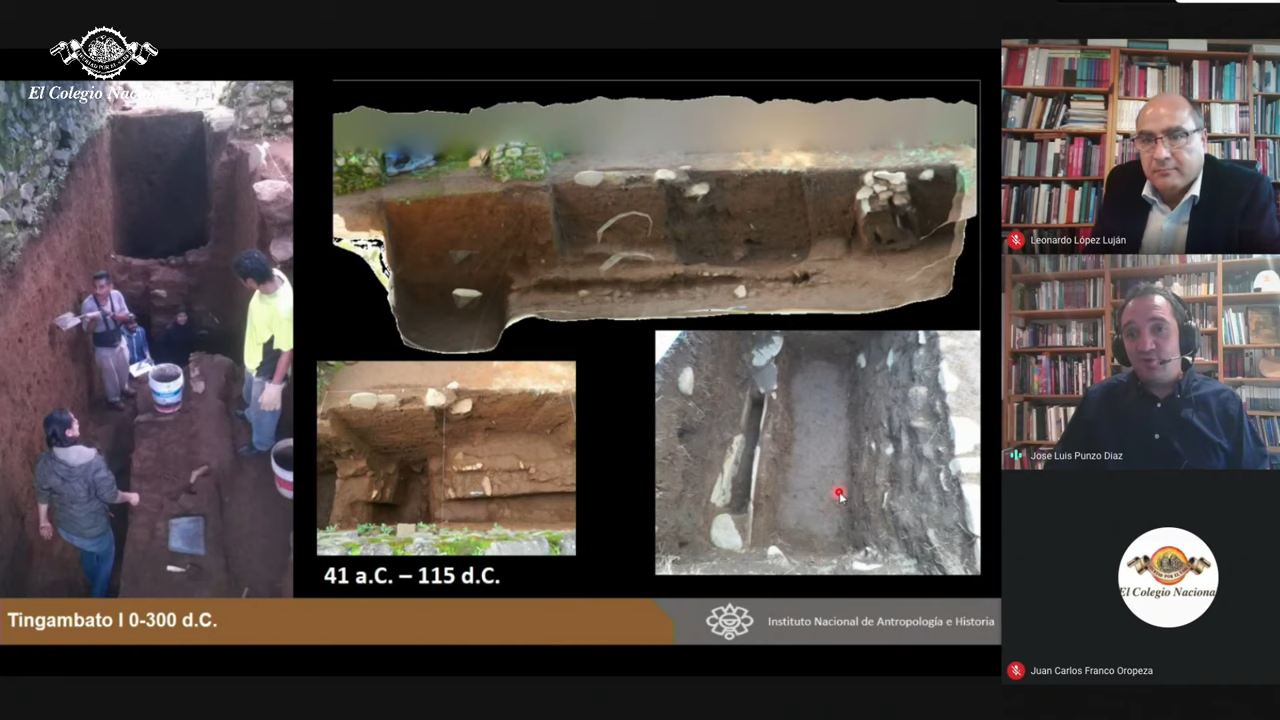 El Colegio Nacional
41 a.C. – 115 d.C.
Tingambato I 0-300 d.C.
Instituto Nacional de Antropología e Historia
Leonardo López Luján
Jose Luis Punzo Diaz
El Colegio Naciona
Juan Carlos Franco Oropeza